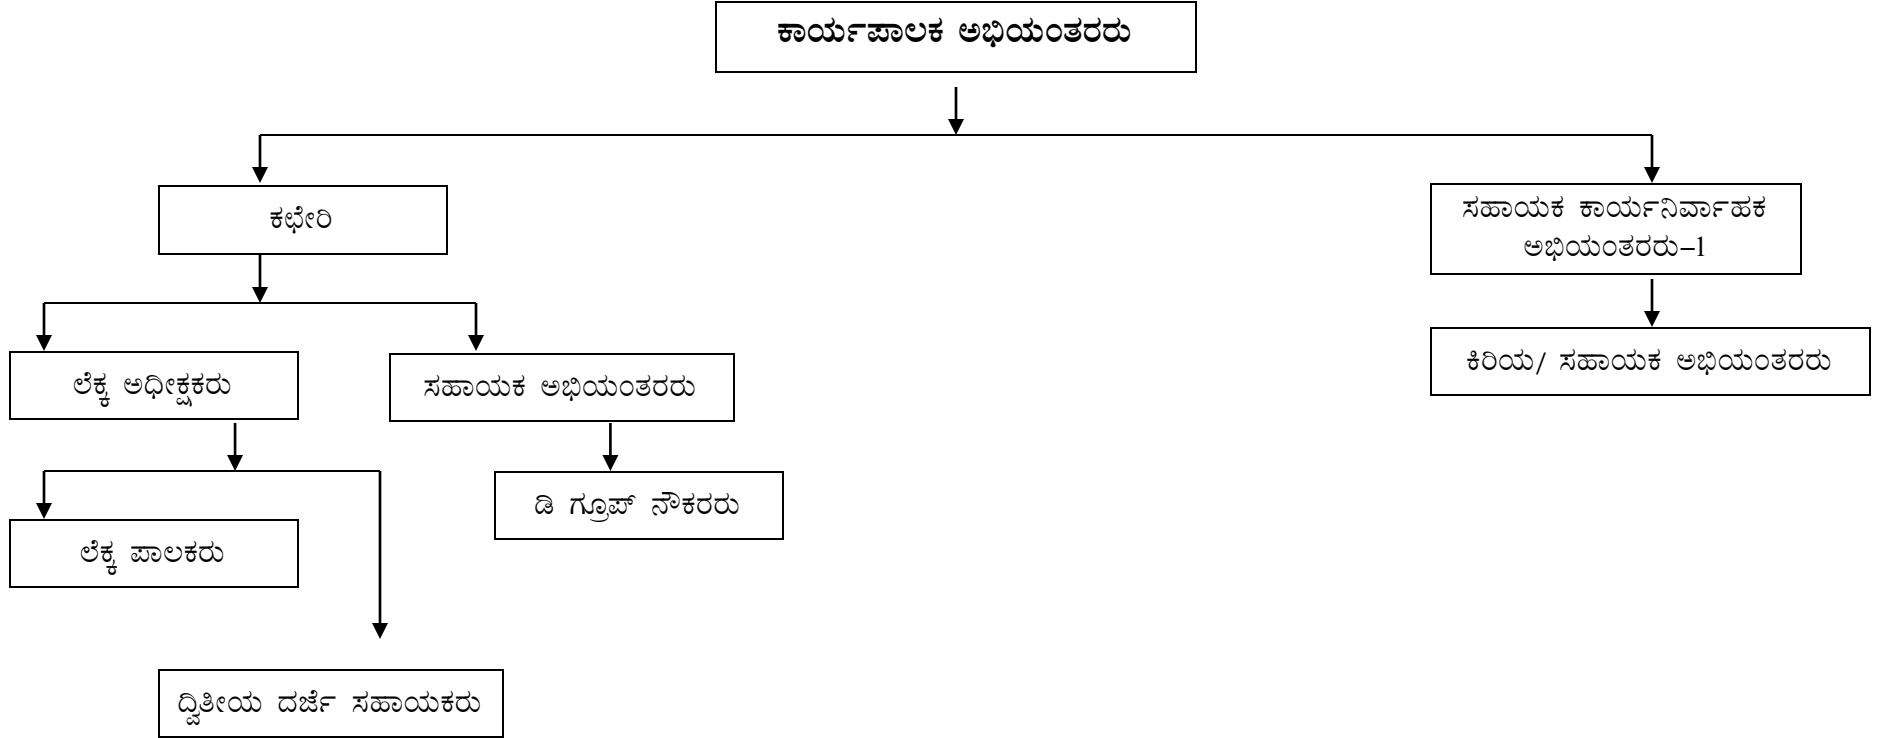 ಕಾರ್ಯಪಾಲಕ ಅಭಿಯಂತರರು
ಕಛೇರಿ
ಸಹಾಯಕ ಕಾರ್ಯನಿರ್ವಾಹಕ
ಅಭಿಯಂತರರು–1
ಲೆಕ್ಕ ಅಧೀಕ್ಷಕರು
ಸಹಾಯಕ ಅಭಿಯಂತರರು
ಕಿರಿಯ/ ಸಹಾಯಕ ಅಭಿಯಂತರರು
ಡಿ ಗ್ರೂಪ್ ನೌಕರರು
ಲೆಕ್ಕ ಪಾಲಕರು
ದ್ವಿತೀಯ ದರ್ಜೆ ಸಹಾಯಕರು